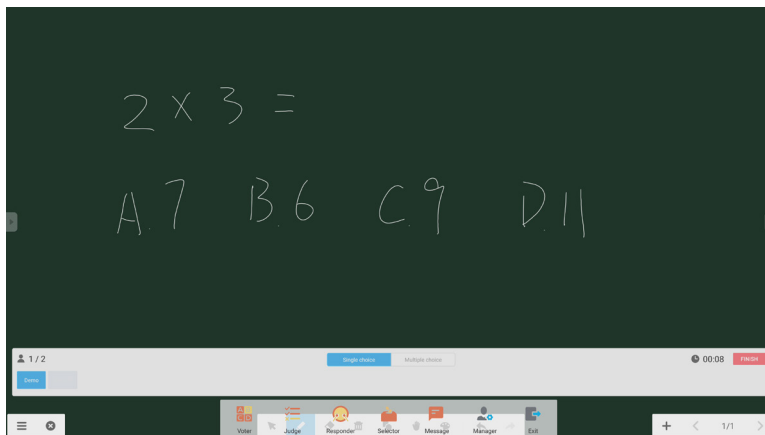 2 × 3 =
A.7 B.6 C.9 D.11
1 / 2 Single choice Multiple choice 00:08 FINISH
Demo
Voter Judge Responder Selector Message Manager Exit
1/1